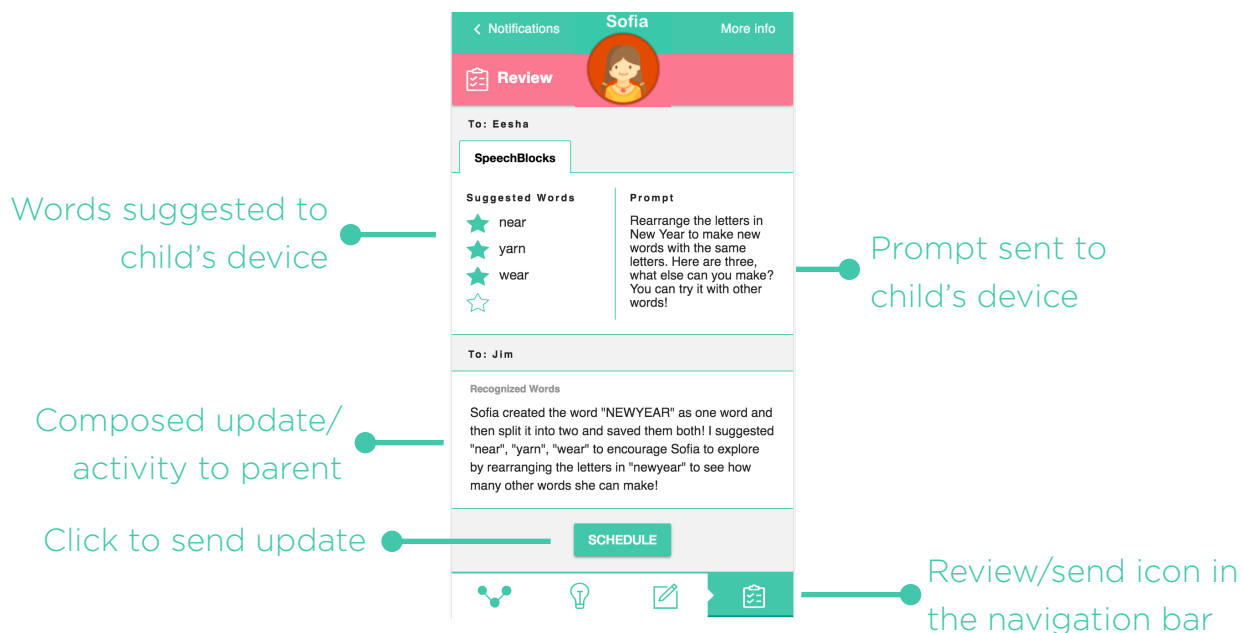 Notifications
Sofia
More info
Review
To: Eesha
SpeechBlocks
Suggested Words
near
yarn
wear
Prompt
Rearrange the letters in
New Year to make new
words with the same
letters. Here are three,
what else can you make?
You can try it with other
words!
To: Jim
Recognized Words
Sofia created the word "NEWYEAR" as one word and
then split it into two and saved them both! I suggested
"near", "yarn", "wear" to encourage Sofia to explore
by rearranging the letters in "newyear" to see how
many other words she can make!
SCHEDULE
Words suggested to
child's device
Prompt sent to
child's device
Composed update/
activity to parent
Click to send update
Review/send icon in
the navigation bar